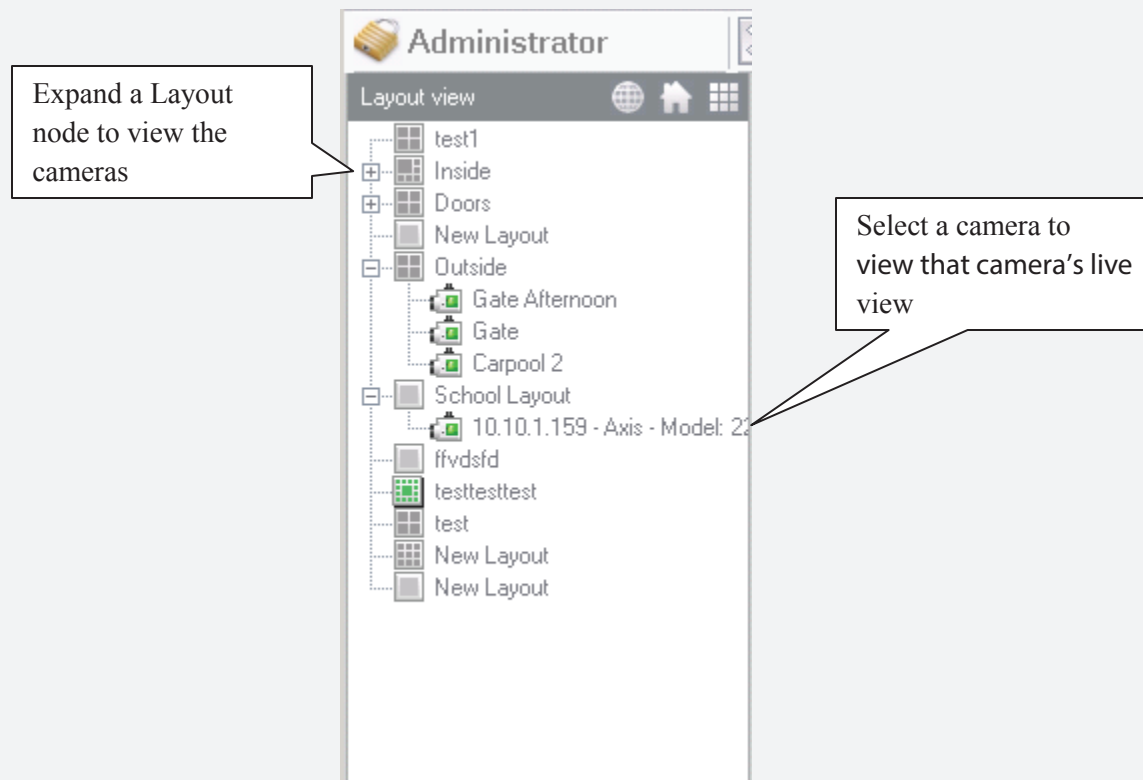 Administrator
Expand a Layout
node to view the
cameras
Layout view
test1
Inside
Doors
New Layout
Outside
Gate Afternoon
Gate
Carpool 2
School Layout
10.10.1.159 - Axis - Model: 22
ffvdsfd
testtesttest
test
New Layout
New Layout
Select a camera to
view that camera’s live
view